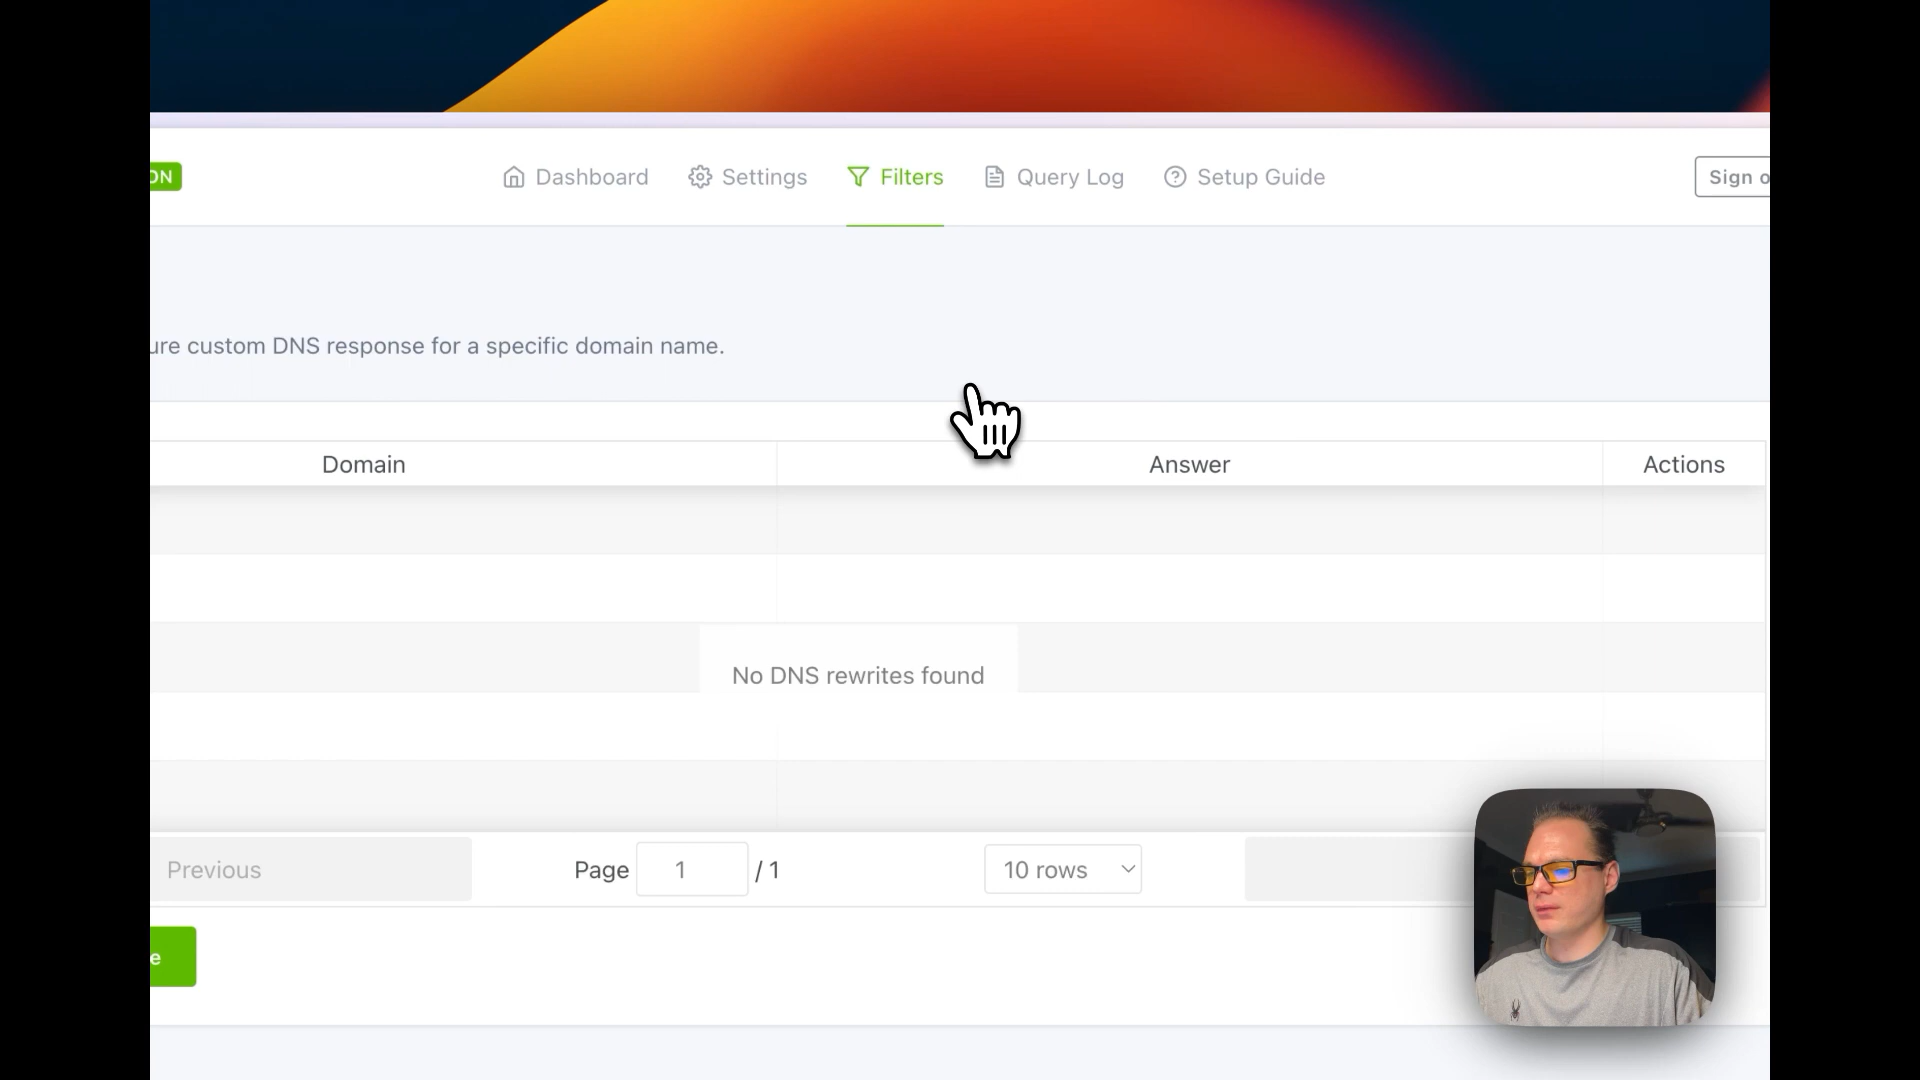 ON
Dashboard
Settings
Filters
Query Log
Setup Guide
Sign o
ure custom DNS response for a specific domain name.
Domain
Answer
Actions
No DNS rewrites found
Previous
Page 1 / 1
10 rows
e